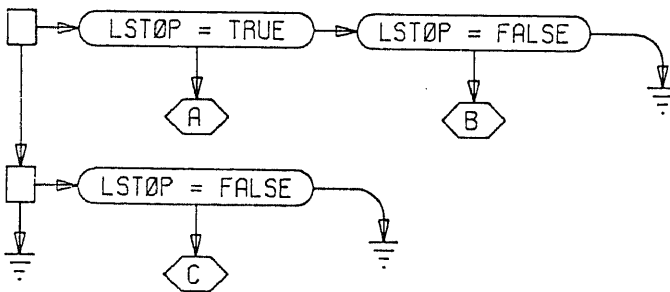 LSTØP = TRUE
LSTØP = FALSE
A
B
LSTØP = FALSE
C